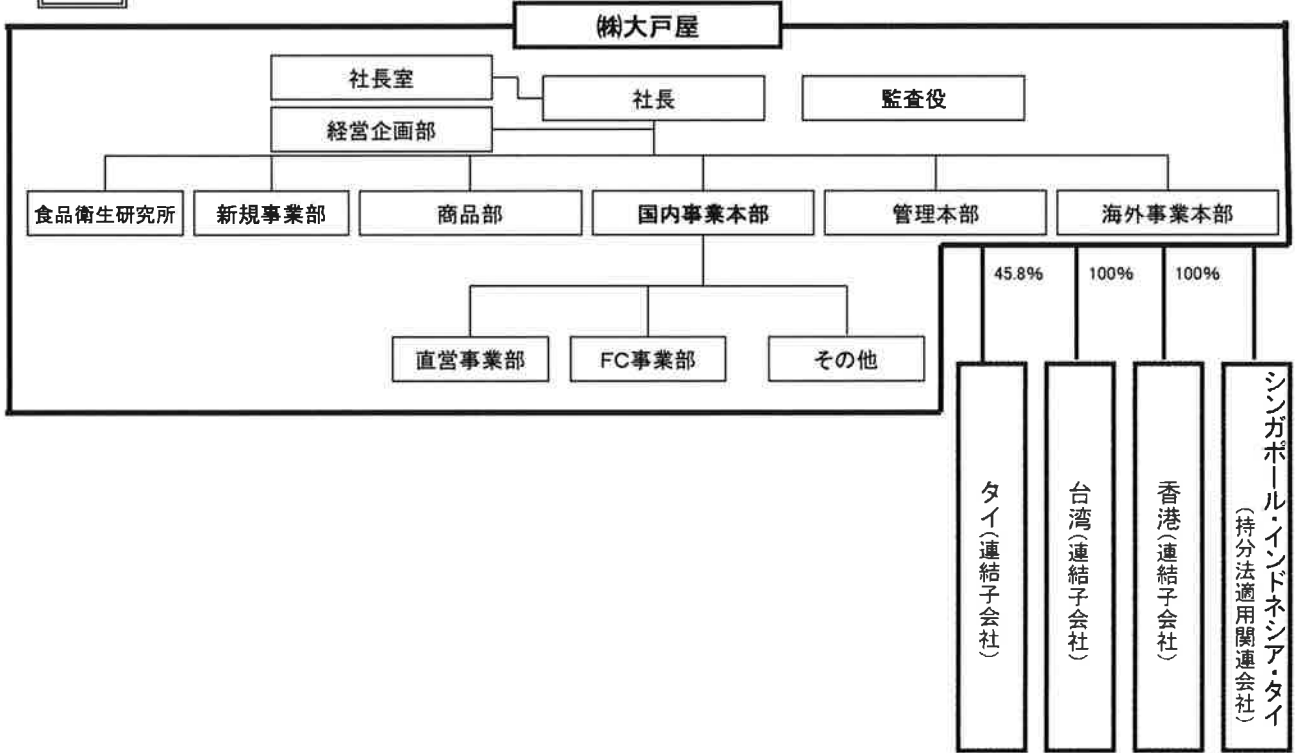 ㈱大戸屋
社長室
社長
監査役
経営企画部
食品衛生研究所
新規事業部
商品部
国内事業本部
管理本部
海外事業本部
45.8%
100%
100%
直営事業部
FC事業部
その他
タイ(連結子会社)
台湾(連結子会社)
香港(連結子会社)
シンガポール・インドネシア・タイ
(持分法適用関連会社)